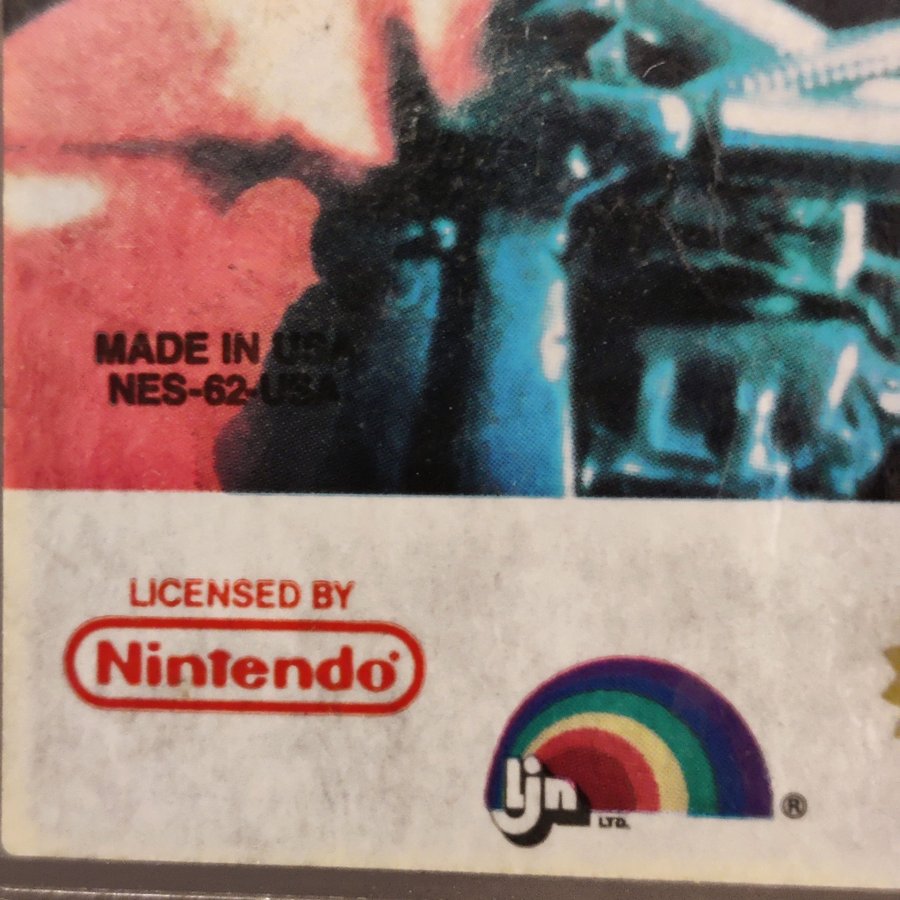 MADE IN USA
NES-62-USA
LICENSED BY
Nintendo
ljn
LTD.
®